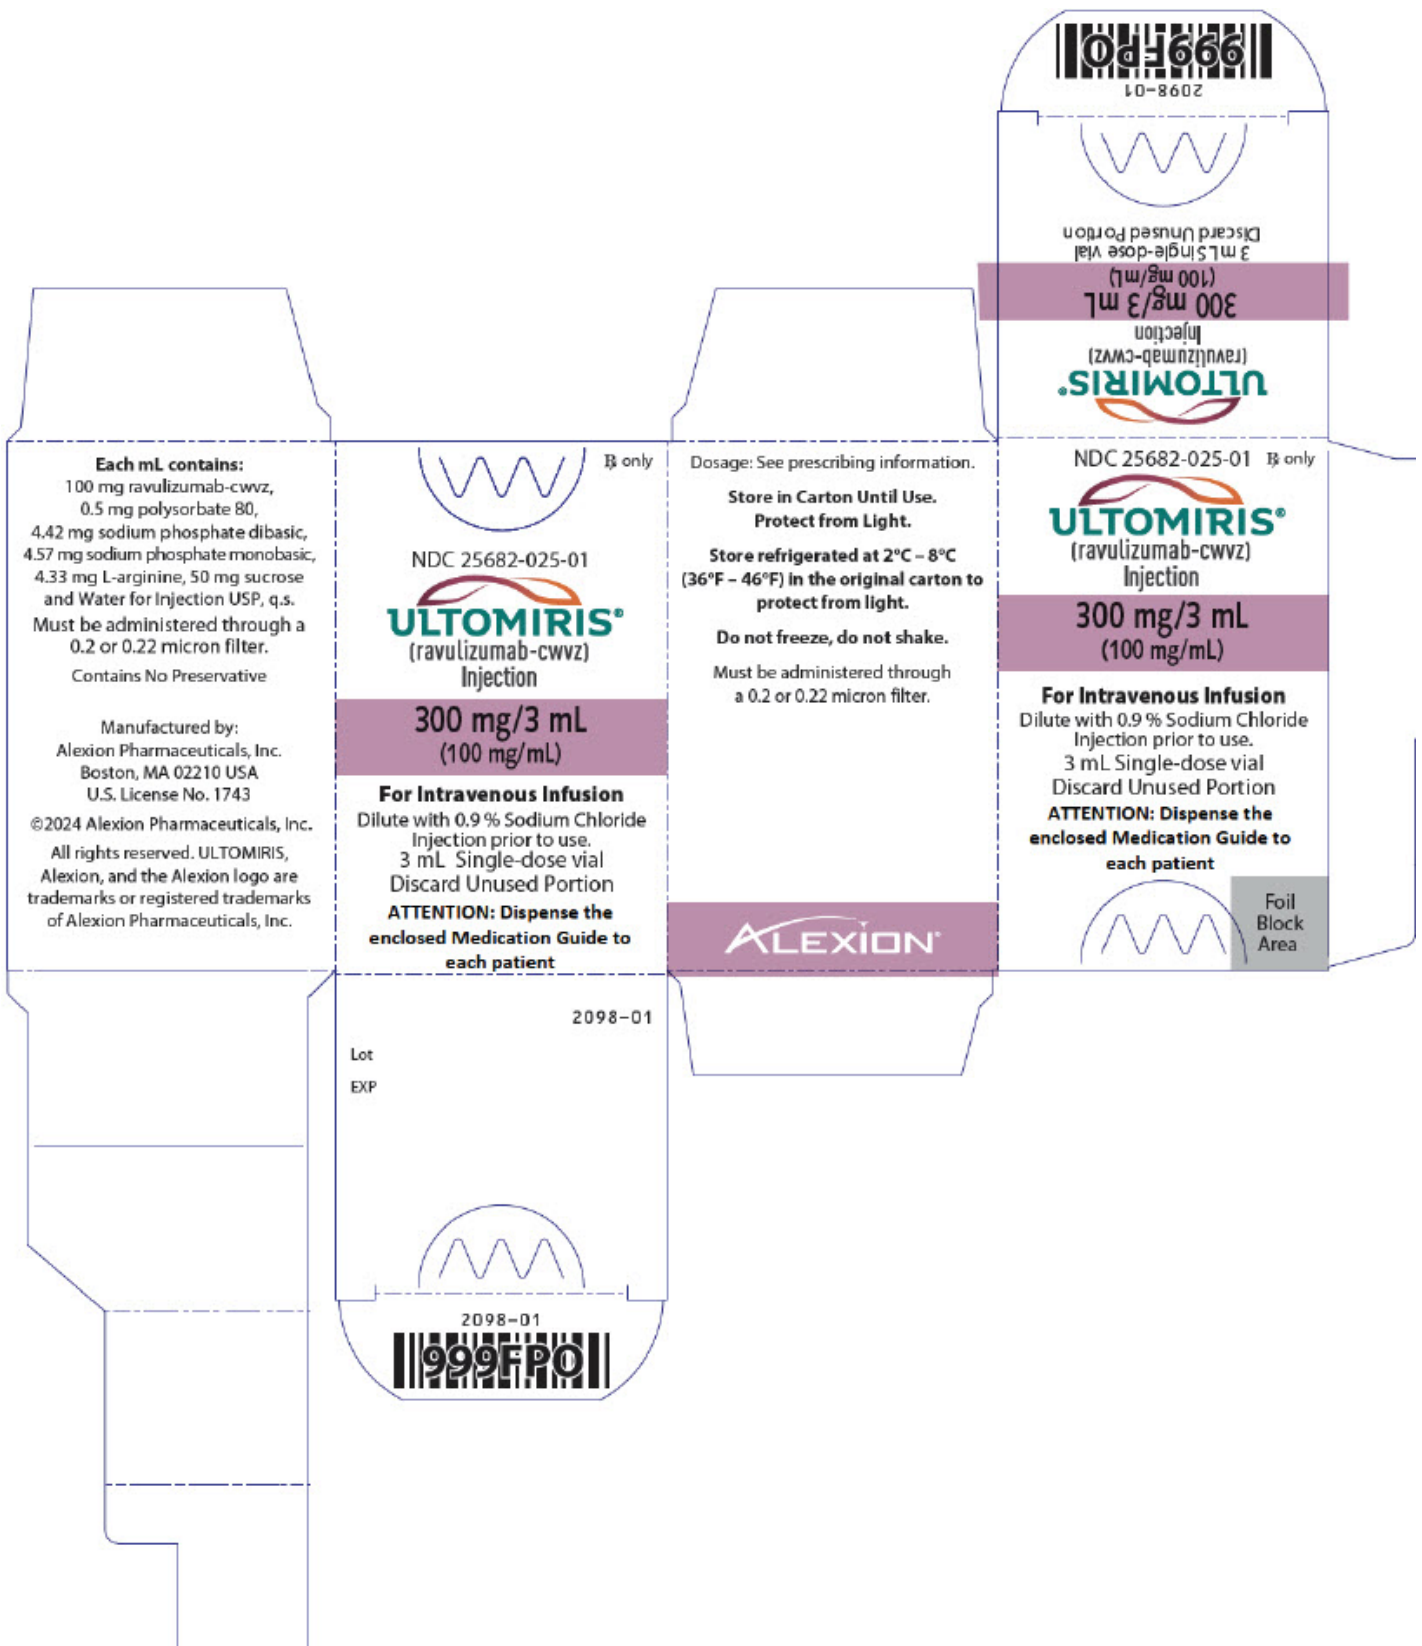 2098-01
999FPO
3 mL Single-dose vial
Discard Unused Portion
300 mg/3 mL
(100 mg/mL)
ULTOMIRIS®
(ravulizumab-cwvz)
Injection
Each mL contains:
100 mg ravulizumab-cwvz,
0.5 mg polysorbate 80,
4.42 mg sodium phosphate dibasic,
4.57 mg sodium phosphate monobasic,
4.33 mg L-arginine, 50 mg sucrose
and Water for Injection USP, q.s.
Must be administered through a
0.2 or 0.22 micron filter.
Contains No Preservative
Manufactured by:
Alexion Pharmaceuticals, Inc.
Boston, MA 02210 USA
U.S. License No. 1743
©2024 Alexion Pharmaceuticals, Inc.
All rights reserved. ULTOMIRIS,
Alexion, and the Alexion logo are
trademarks or registered trademarks
of Alexion Pharmaceuticals, Inc.
℞ only
NDC 25682-025-01
ULTOMIRIS®
(ravulizumab-cwvz)
Injection
300 mg/3 mL
(100 mg/mL)
For Intravenous Infusion
Dilute with 0.9 % Sodium Chloride
Injection prior to use.
3 mL Single-dose vial
Discard Unused Portion
ATTENTION: Dispense the
enclosed Medication Guide to
each patient
Dosage: See prescribing information.
Store in Carton Until Use.
Protect from Light.
Store refrigerated at 2°C – 8°C
(36°F – 46°F) in the original carton to
protect from light.
Do not freeze, do not shake.
Must be administered through
a 0.2 or 0.22 micron filter.
ALEXION®
NDC 25682-025-01 ℞ only
ULTOMIRIS®
(ravulizumab-cwvz)
Injection
300 mg/3 mL
(100 mg/mL)
For Intravenous Infusion
Dilute with 0.9 % Sodium Chloride
Injection prior to use.
3 mL Single-dose vial
Discard Unused Portion
ATTENTION: Dispense the
enclosed Medication Guide to
each patient
Foil
Block
Area
2098-01
Lot
EXP
2098-01
999FPO